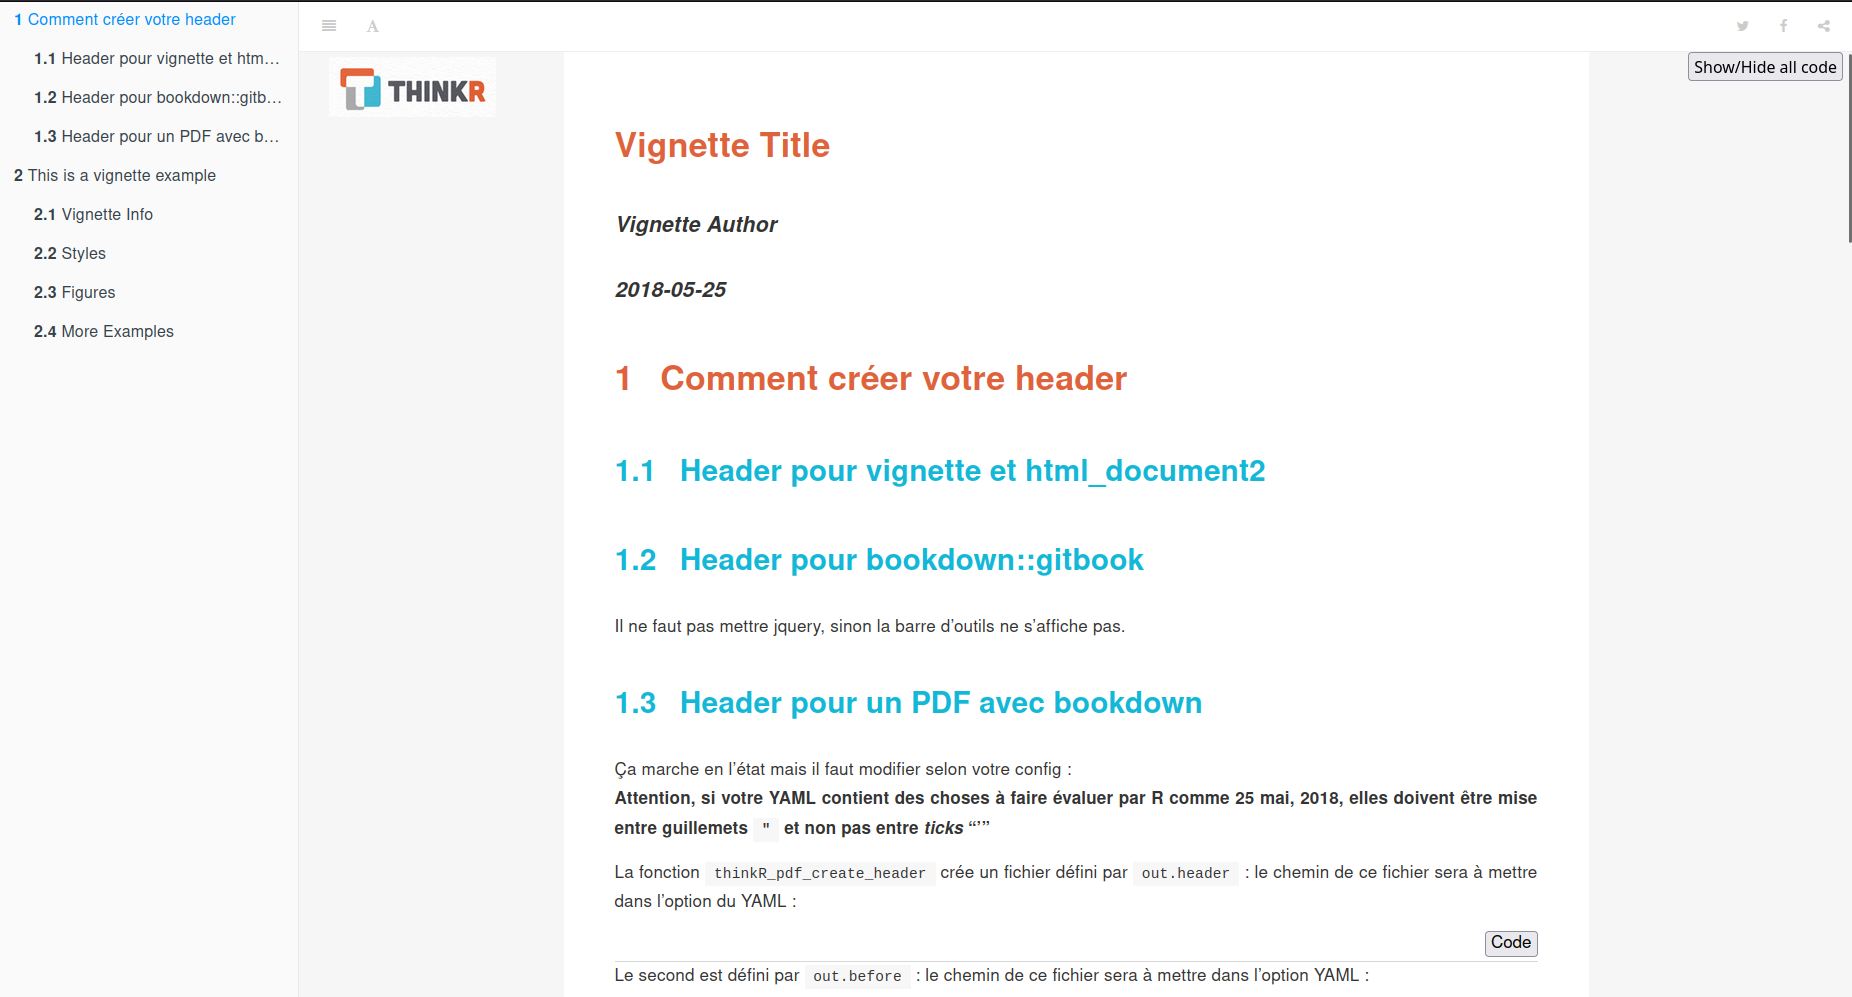 1 Comment créer votre header
1.1 Header pour vignette et htm…
1.2 Header pour bookdown::gitb…
1.3 Header pour un PDF avec b…
2 This is a vignette example
2.1 Vignette Info
2.2 Styles
2.3 Figures
2.4 More Examples
A
THINKR
Show/Hide all code
Vignette Title
Vignette Author
2018-05-25
1 Comment créer votre header
1.1 Header pour vignette et html_document2
1.2 Header pour bookdown::gitbook
Il ne faut pas mettre jquery, sinon la barre d’outils ne s’affiche pas.
1.3 Header pour un PDF avec bookdown
Ça marche en l’état mais il faut modifier selon votre config :
Attention, si votre YAML contient des choses à faire évaluer par R comme 25 mai, 2018, elles doivent être mise
entre guillemets " et non pas entre ticks “’”
La fonction thinkR_pdf_create_header crée un fichier défini par out.header : le chemin de ce fichier sera à mettre
dans l’option du YAML :
Code
Le second est défini par out.before : le chemin de ce fichier sera à mettre dans l’option YAML :